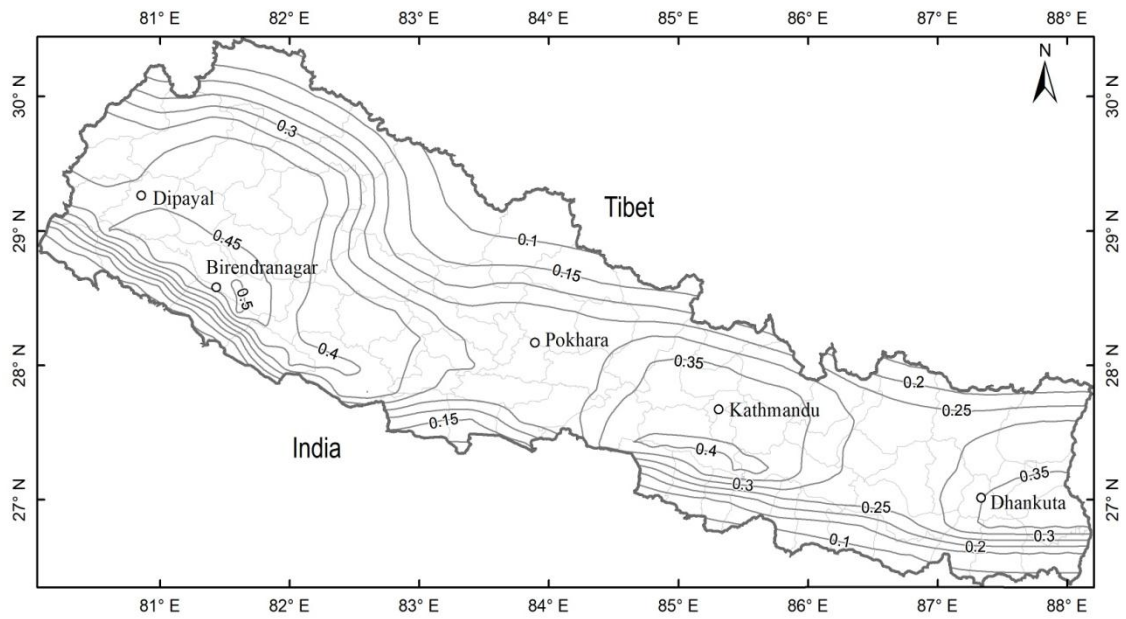 81° E 82° E 83° E 84° E 85° E 86° E 87° E 88° E
N
30° N
30° N
0.3
Dipayal
Tibet
29° N
29° N
0.45
0.1
Birendranagar
0.15
0.5
Pokhara
0.4
0.35
28° N
28° N
0.2
0.25
Kathmandu
0.15
India
0.4
0.35
0.3
27° N
27° N
Dhankuta
0.25
0.3
0.2
0.1
81° E 82° E 83° E 84° E 85° E 86° E 87° E 88° E